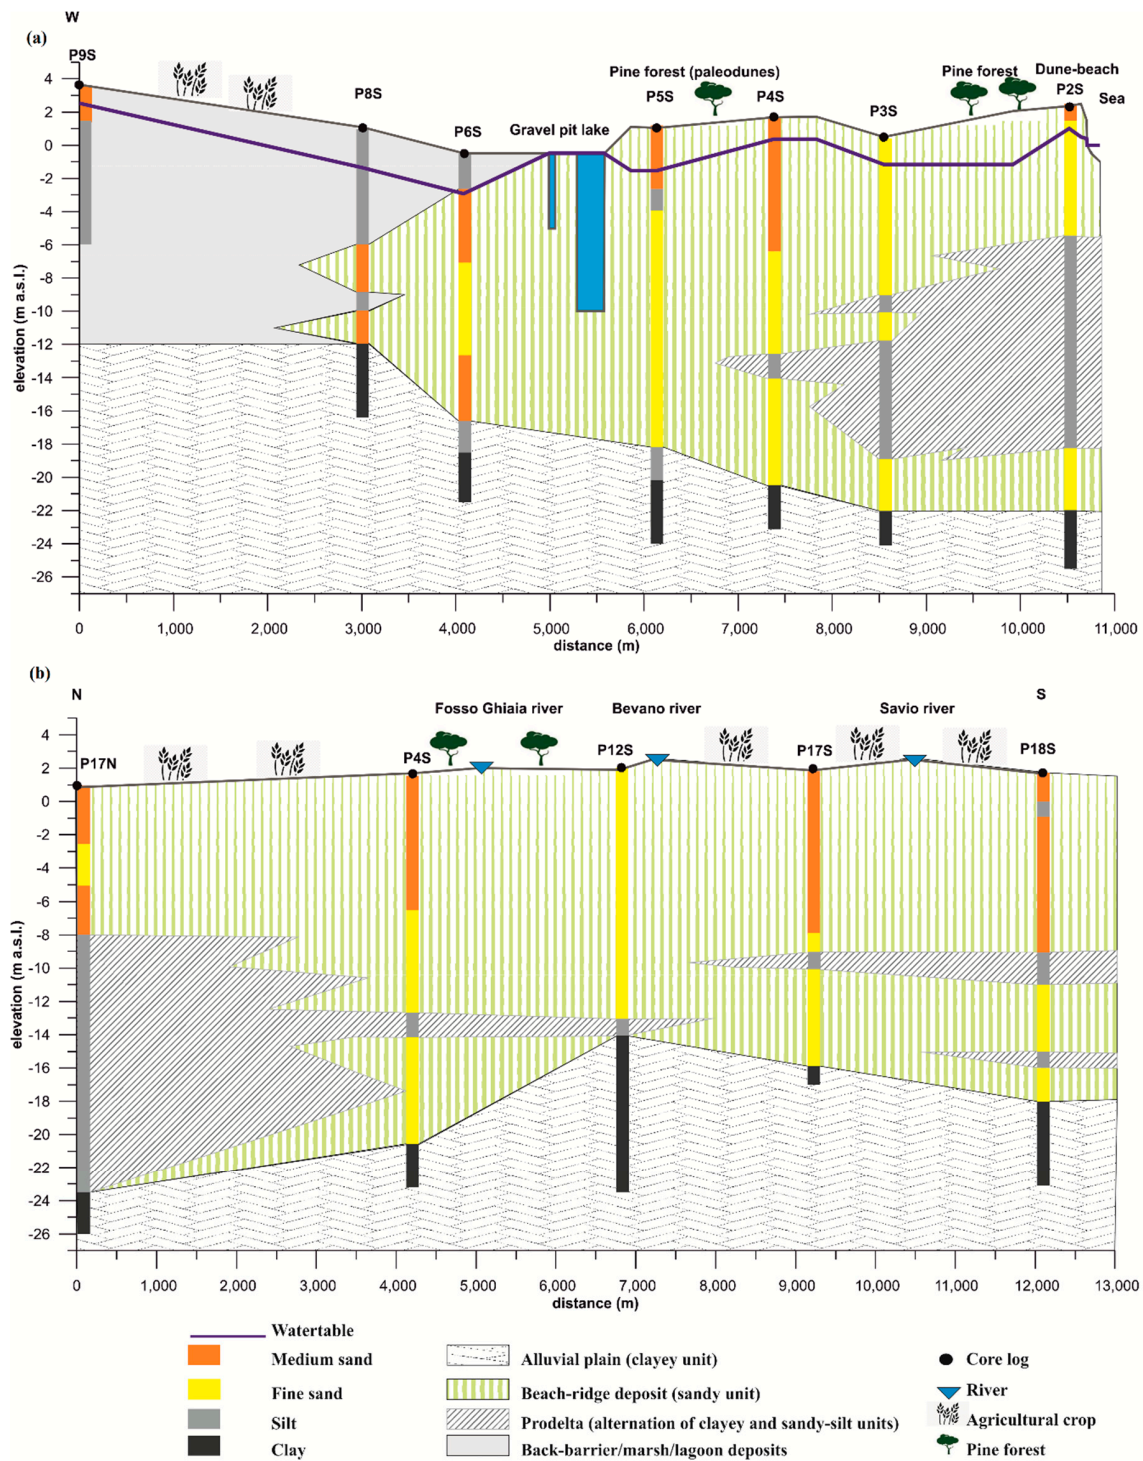 W
(a)
P9S
P8S
P6S
Gravel pit lake
Pine forest (paleodunes)
P5S
P4S
P3S
Pine forest
Dune-beach
P2S
Sea
4
2
0
-2
-4
-6
-8
-10
-12
-14
-16
-18
-20
-22
-24
-26
elevation (m a.s.l.)
0 1,000 2,000 3,000 4,000 5,000 6,000 7,000 8,000 9,000 10,000 11,000
distance (m)
(b)
N
S
Fosso Ghiaia river
Bevano river
Savio river
P17N
P4S
P12S
P17S
P18S
4
2
0
-2
-4
-6
-8
-10
-12
-14
-16
-18
-20
-22
-24
-26
elevation (m a.s.l.)
0 1,000 2,000 3,000 4,000 5,000 6,000 7,000 8,000 9,000 10,000 11,000 12,000 13,000
distance (m)
Watertable
Medium sand
Fine sand
Silt
Clay
Alluvial plain (clayey unit)
Beach-ridge deposit (sandy unit)
Prodelta (alternation of clayey and sandy-silt units)
Back-barrier/marsh/lagoon deposits
Core log
River
Agricultural crop
Pine forest